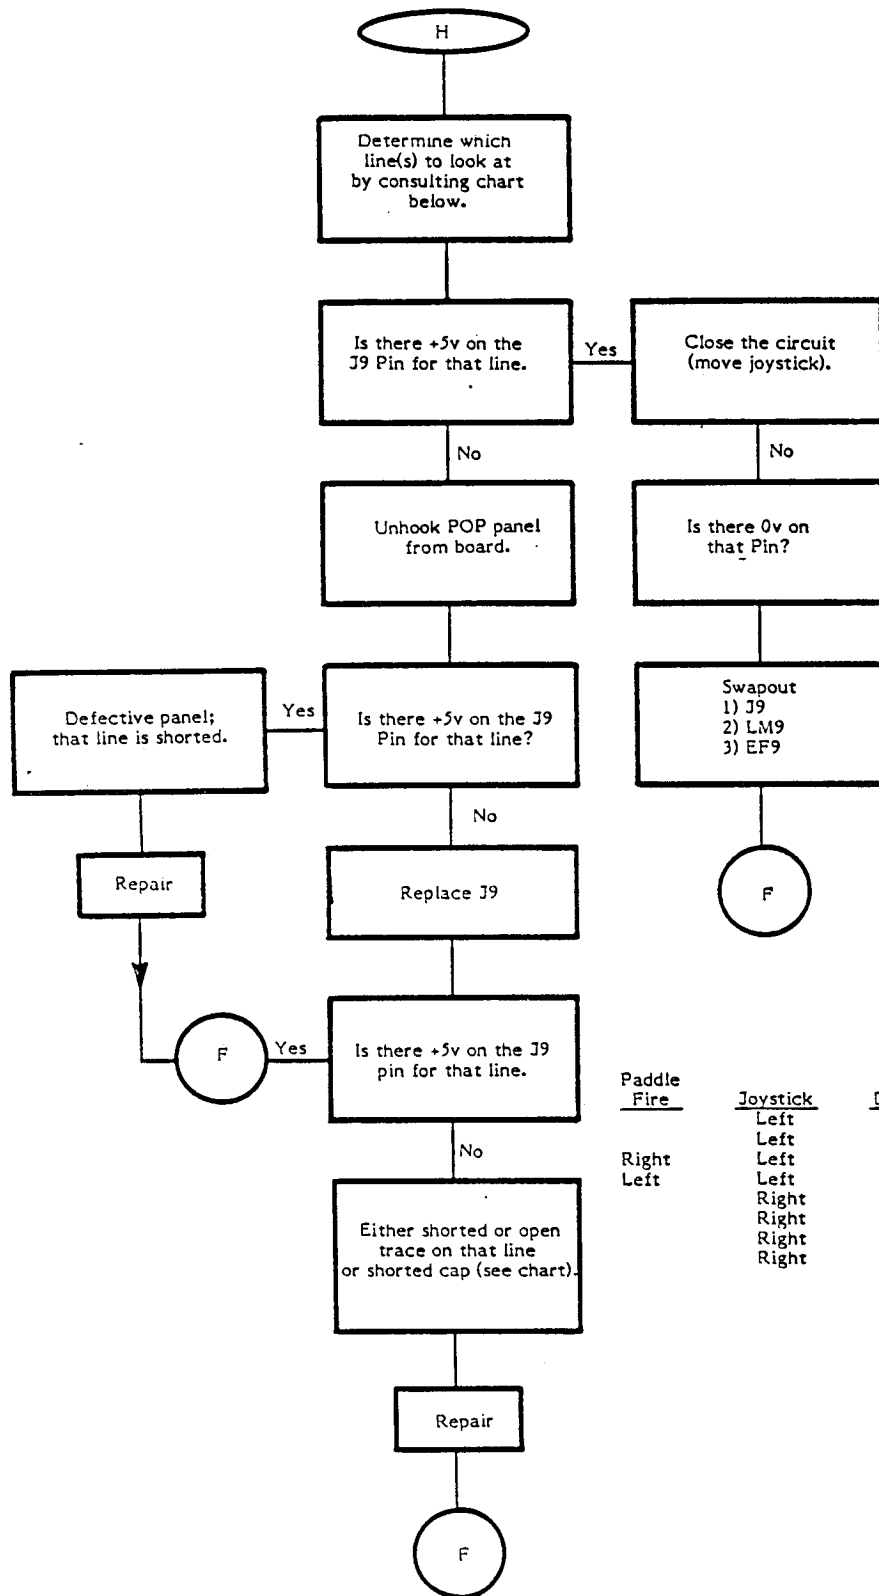 H
Determine which
line(s) to look at
by consulting chart
below.
Is there +5v on the
J9 Pin for that line.
Yes
Close the circuit
(move joystick).
No
No
Unhook POP panel
from board.
Is there 0v on
that Pin?
Defective panel;
that line is shorted.
Yes
Is there +5v on the J9
Pin for that line?
Swapout
1) J9
2) LM9
3) EF9
No
Repair
Replace J9
F
F
Yes
Is there +5v on the J9
pin for that line.
No
Paddle
Fire Joystick
Left
Left
Right Left
Left Left
Right
Right
Right
Right
Either shorted or open
trace on that line
or shorted cap (see chart).
Repair
F